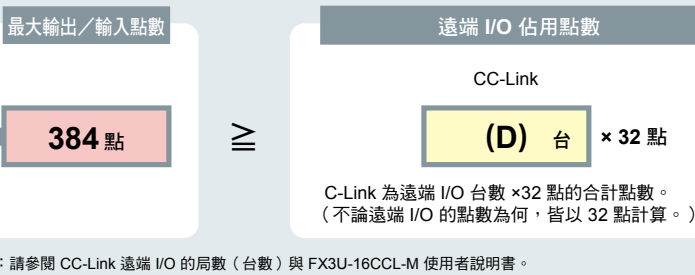 最大輸出／輸入點數
遠端 I/O 佔用點數
CC-Link
384 點
≧
(D) 台
× 32 點
C-Link 為遠端 I/O 台數 ×32 點的合計點數。
（不論遠端 I/O 的點數為何，皆以 32 點計算。）
：請參閱 CC-Link 遠端 I/O 的局數（台數）與 FX3U-16CCL-M 使用者說明書。